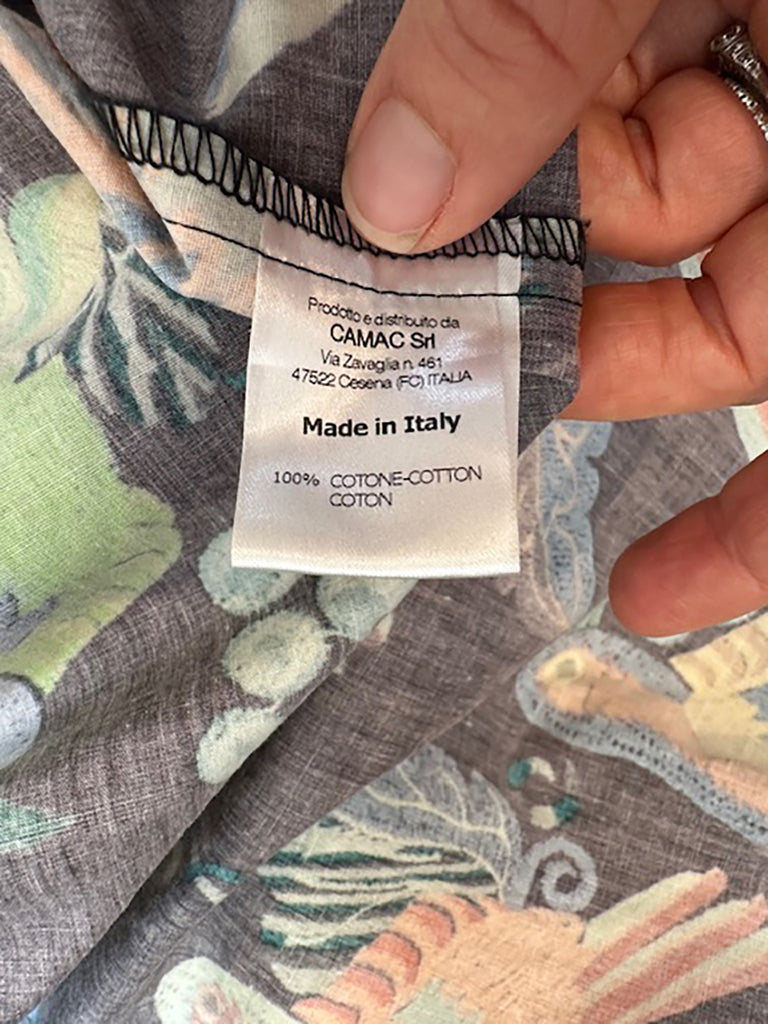 Prodotto e distribuito da
CAMAC Srl
Via Zavaglia n. 461
47522 Cesena (FC) ITALIA
Made in Italy
100% COTONE-COTTON
COTON